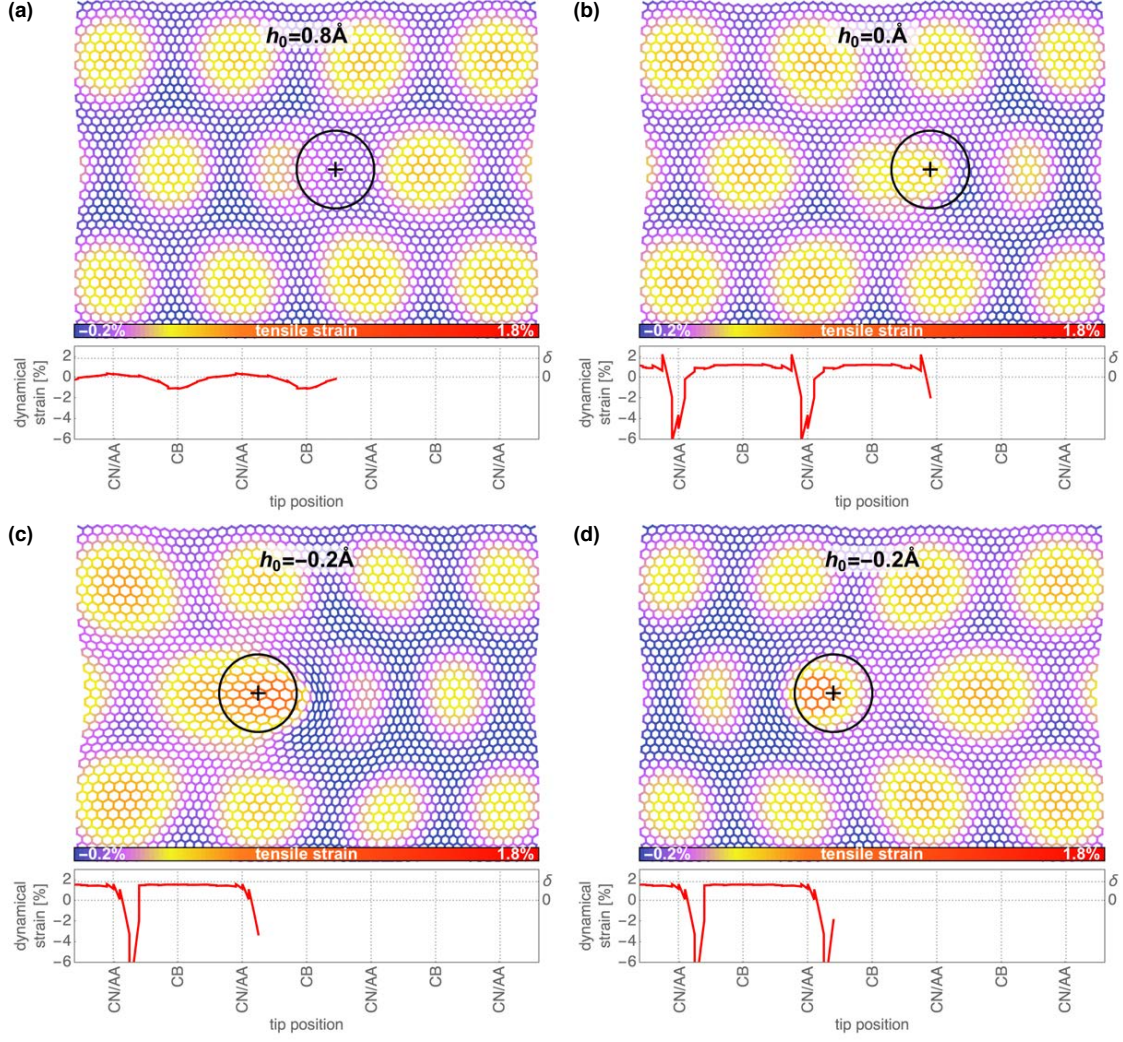 (a)
h₀=0.8Å
−0.2% tensile strain 1.8%
dynamical
strain [%]
2
0
−2
−4
−6
δ
0
CN/AA CB CN/AA CB CN/AA CB CN/AA
tip position
(b)
h₀=0.Å
−0.2% tensile strain 1.8%
dynamical
strain [%]
2
0
−2
−4
−6
δ
0
CN/AA CB CN/AA CB CN/AA CB CN/AA
tip position
(c)
h₀=−0.2Å
−0.2% tensile strain 1.8%
dynamical
strain [%]
2
0
−2
−4
−6
δ
0
CN/AA CB CN/AA CB CN/AA CB CN/AA
tip position
(d)
h₀=−0.2Å
−0.2% tensile strain 1.8%
dynamical
strain [%]
2
0
−2
−4
−6
δ
0
CN/AA CB CN/AA CB CN/AA CB CN/AA
tip position